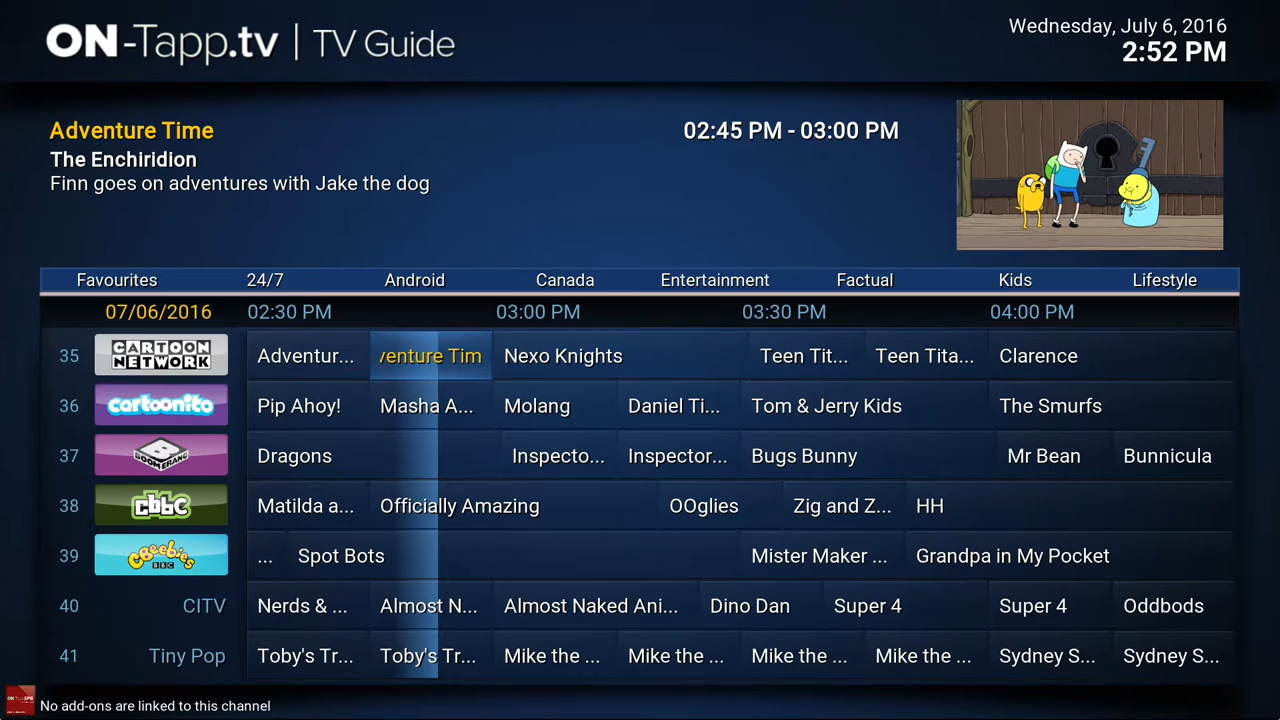 ON-Tapp.tv | TV Guide
Wednesday, July 6, 2016
2:52 PM
Adventure Time
02:45 PM - 03:00 PM
The Enchiridion
Finn goes on adventures with Jake the dog
Favourites 24/7 Android Canada Entertainment Factual Kids Lifestyle
07/06/2016 02:30 PM 03:00 PM 03:30 PM 04:00 PM
35 CARTOON NETWORK Adventur... venture Tim Nexo Knights Teen Tit... Teen Tita... Clarence
36 cartoonito Pip Ahoy! Masha A... Molang Daniel Ti... Tom & Jerry Kids The Smurfs
37 BOOMERANG Dragons Inspecto... Inspector... Bugs Bunny Mr Bean Bunnicula
38 cbbc Matilda a... Officially Amazing OOglies Zig and Z... HH
39 CBeebies BBC ... Spot Bots Mister Maker ... Grandpa in My Pocket
40 CITV Nerds & ... Almost N... Almost Naked Ani... Dino Dan Super 4 Super 4 Oddbods
41 Tiny Pop Toby's Tr... Toby's Tr... Mike the ... Mike the ... Mike the ... Mike the ... Sydney S... Sydney S...
No add-ons are linked to this channel